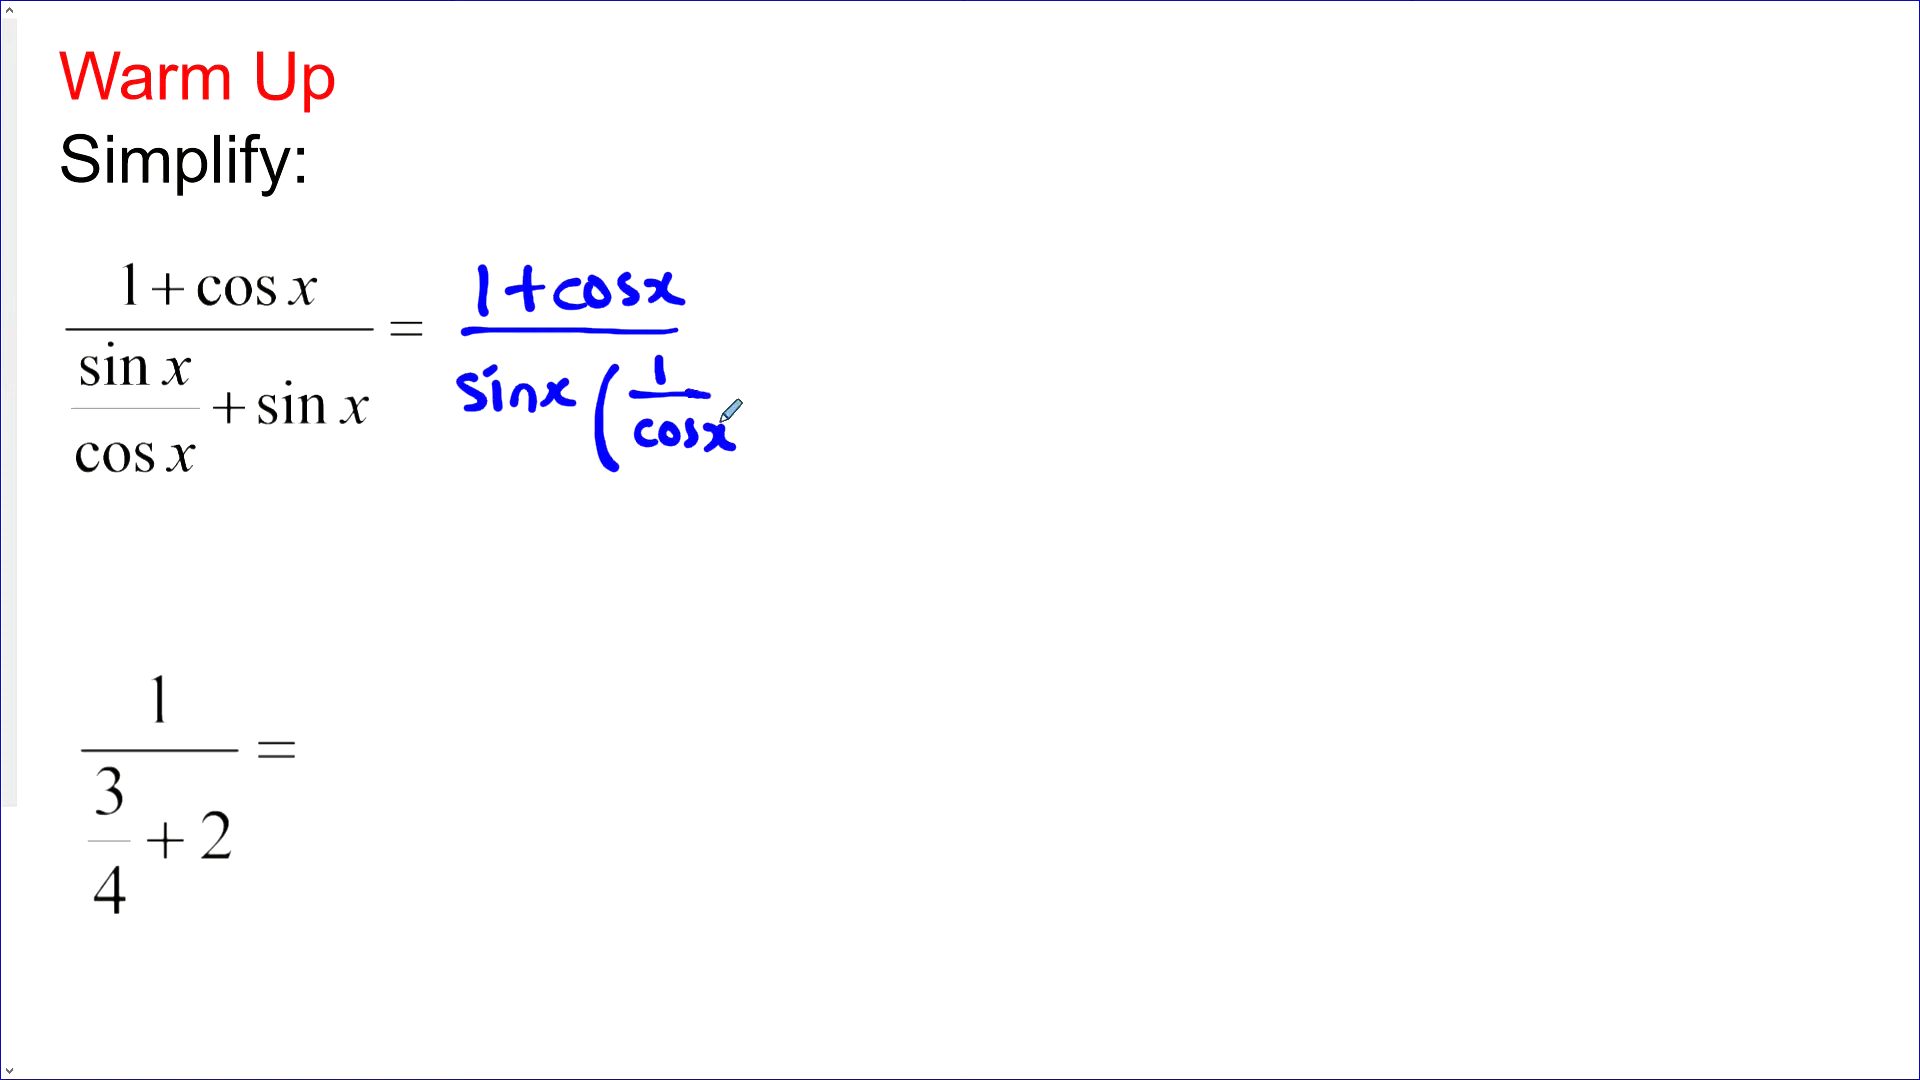 Warm Up
Simplify:
1 + cos x / (sin x / cos x + sin x) = 1 + cosx / sinx ( 1 / cosx
1 / (3 / 4 + 2) =